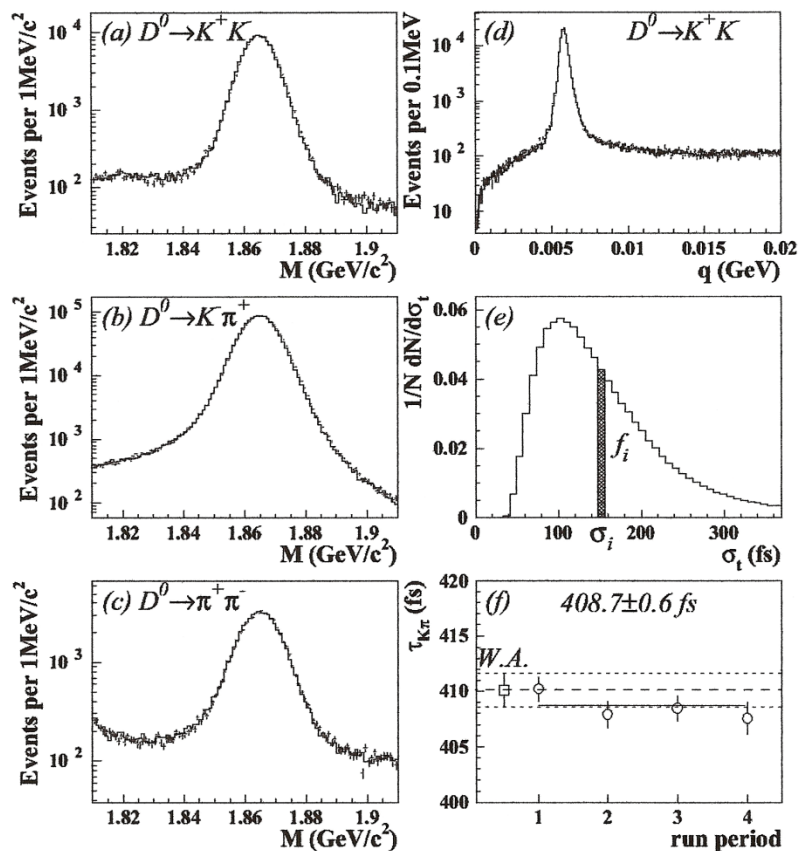 (a) D⁰→K⁺K⁻
Events per 1MeV/c²
10⁴
10³
10²
1.82 1.84 1.86 1.88 1.9
M (GeV/c²)
(d) D⁰→K⁺K⁻
Events per 0.1MeV
10⁴
10³
10²
10
0 0.005 0.01 0.015 0.02
q (GeV)
(b) D⁰→K⁻π⁺
Events per 1MeV/c²
10⁵
10⁴
10³
10²
1.82 1.84 1.86 1.88 1.9
M (GeV/c²)
(e)
1/N dN/dσₜ
0.06
0.04
0.02
0
fᵢ
0 100 200 300
σᵢ
σₜ (fs)
(c) D⁰→π⁺π⁻
Events per 1MeV/c²
10³
10²
1.82 1.84 1.86 1.88 1.9
M (GeV/c²)
(f) 408.7±0.6 fs
τKπ (fs)
W.A.
420
415
410
405
400
1 2 3 4
run period